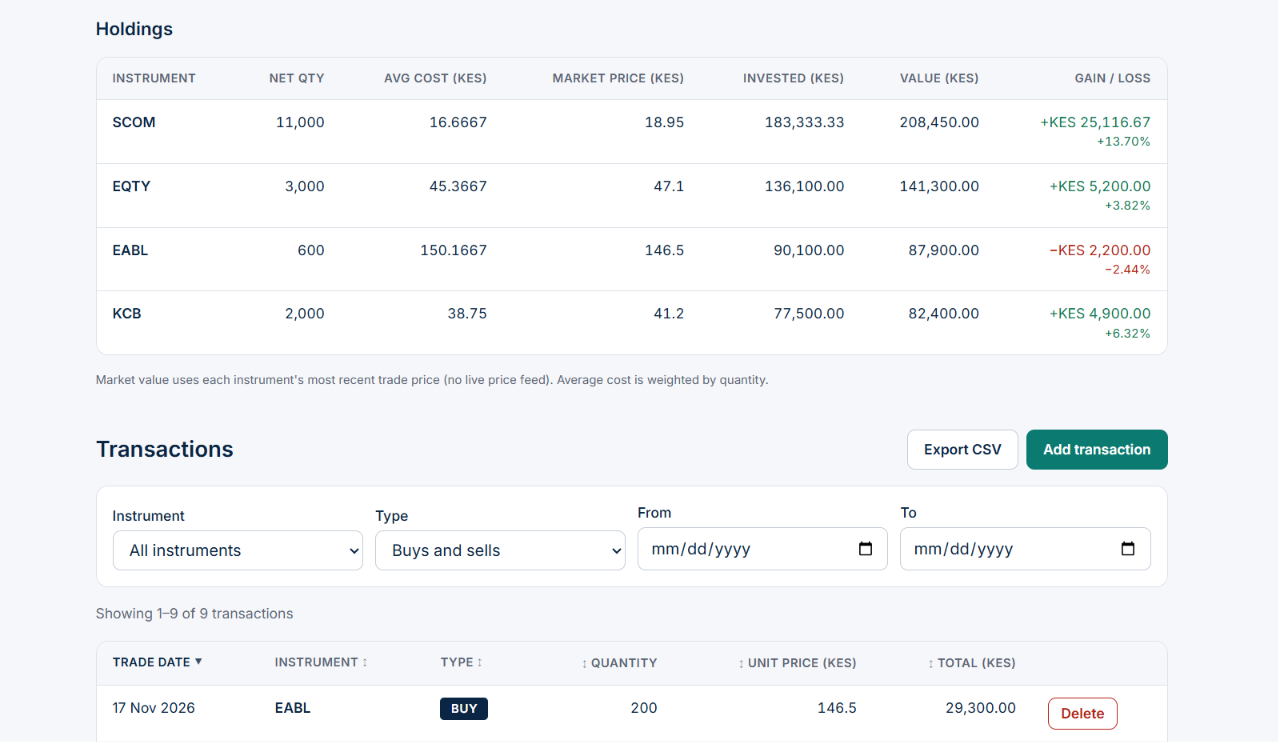 Holdings
INSTRUMENT NET QTY AVG COST (KES) MARKET PRICE (KES) INVESTED (KES) VALUE (KES) GAIN / LOSS
SCOM 11,000 16.6667 18.95 183,333.33 208,450.00 +KES 25,116.67
+13.70%
EQTY 3,000 45.3667 47.1 136,100.00 141,300.00 +KES 5,200.00
+3.82%
EABL 600 150.1667 146.5 90,100.00 87,900.00 −KES 2,200.00
−2.44%
KCB 2,000 38.75 41.2 77,500.00 82,400.00 +KES 4,900.00
+6.32%
Market value uses each instrument's most recent trade price (no live price feed). Average cost is weighted by quantity.
Transactions Export CSV Add transaction
Instrument Type From To
All instruments Buys and sells mm/dd/yyyy mm/dd/yyyy
Showing 1–9 of 9 transactions
TRADE DATE ▼ INSTRUMENT ↕ TYPE ↕ ↕ QUANTITY ↕ UNIT PRICE (KES) ↕ TOTAL (KES)
17 Nov 2026 EABL BUY 200 146.5 29,300.00 Delete